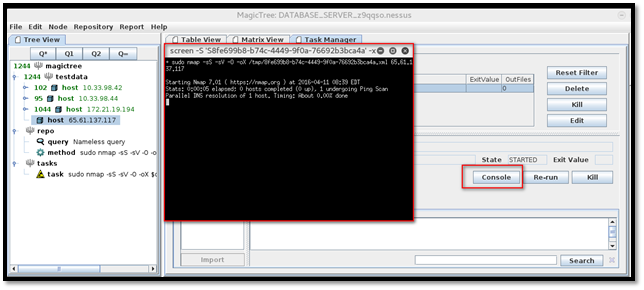 MagicTree: DATABASE_SERVER_z9qqso.nessus
File Edit Node Repository Report Help
Tree View
Q* Q1 Q& Q|
1244 magictree
1244 testdata
102 host 10.33.98.42
95 host 10.33.98.44
1044 host 172.21.19.194
host 65.61.137.117
repo
query Nameless query
method sudo nmap -sS -sV -O -o
tasks
task sudo nmap -sS -sV -O -oX $o
Table View Matrix View Task Manager
screen -S 'S8fe699b8-b74c-4449-9f0a-76692b3bca4a' -x
* sudo nmap -sS -sV -O -oX /tmp/8fe699b8-b74c-4449-9f0a-76692b3bca4a.xml 65.61.1
37.117
Starting Nmap 7.01 ( https://nmap.org ) at 2016-04-11 08:39 EDT
Stats: 0:00:05 elapsed; 0 hosts completed (0 up), 1 undergoing Ping Scan
Parallel DNS resolution of 1 host. Timing: About 0.00% done
ExitValue OutFiles
0
Reset Filter
Delete
Kill
Edit
State STARTED Exit Value
Console Re-run Kill
Import
Search